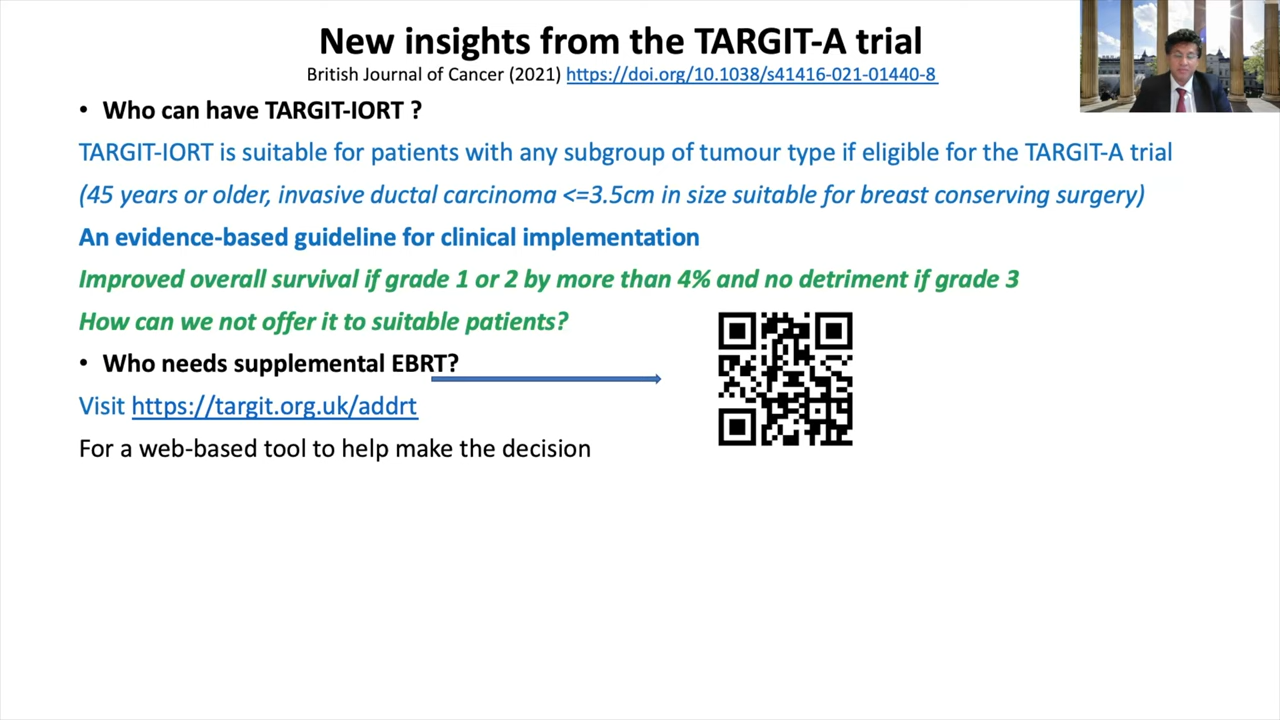 New insights from the TARGIT-A trial
British Journal of Cancer (2021) https://doi.org/10.1038/s41416-021-01440-8
• Who can have TARGIT-IORT ?
TARGIT-IORT is suitable for patients with any subgroup of tumour type if eligible for the TARGIT-A trial
(45 years or older, invasive ductal carcinoma <=3.5cm in size suitable for breast conserving surgery)
An evidence-based guideline for clinical implementation
Improved overall survival if grade 1 or 2 by more than 4% and no detriment if grade 3
How can we not offer it to suitable patients?
• Who needs supplemental EBRT?
Visit https://targit.org.uk/addrt
For a web-based tool to help make the decision